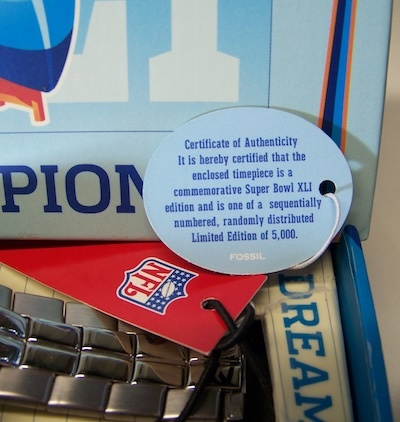 XLI
PION
Certificate of Authenticity
It is hereby certified that the
enclosed timepiece is a
commemorative Super Bowl XLI
edition and is one of a sequentially
numbered, randomly distributed
Limited Edition of 5,000.
FOSSIL
NFL
DREAM